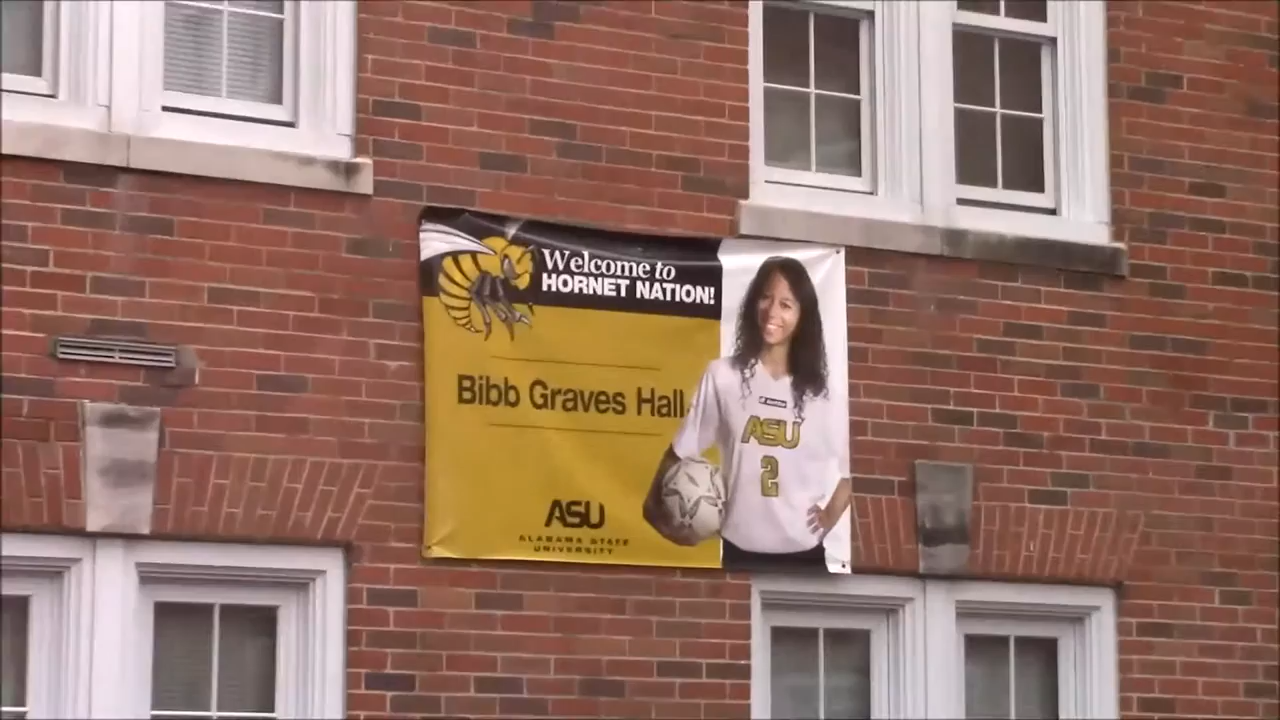 Welcome to
HORNET NATION!
Bibb Graves Hall
ASU
ALABAMA STATE
UNIVERSITY
ASU
2